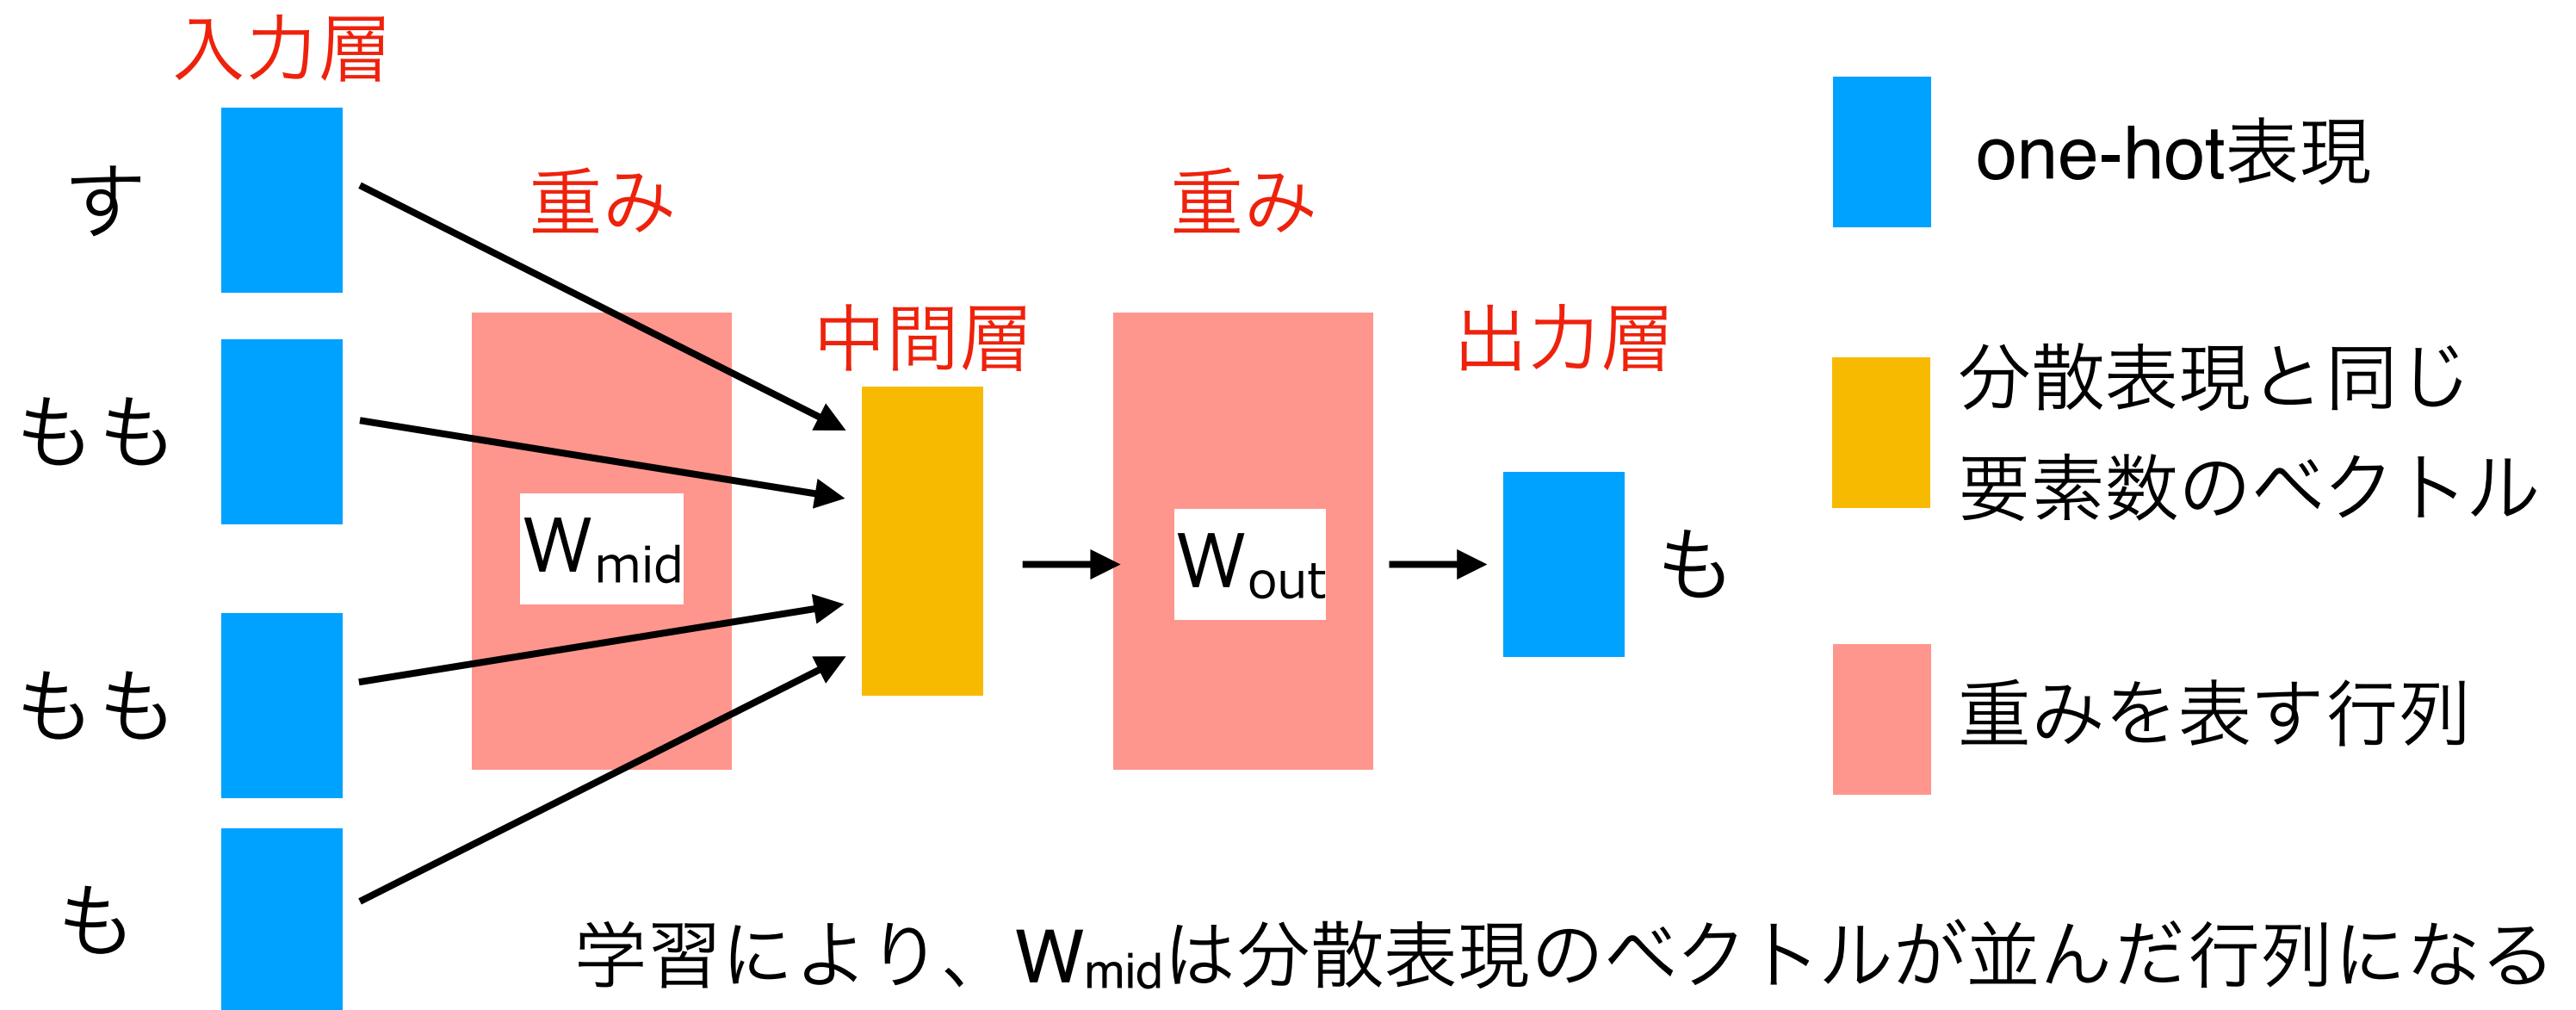 入力層
す
もも
もも
も
重み
Wmid
中間層
重み
Wout
出力層
も
one-hot表現
分散表現と同じ
要素数のベクトル
重みを表す行列
学習により、Wmidは分散表現のベクトルが並んだ行列になる